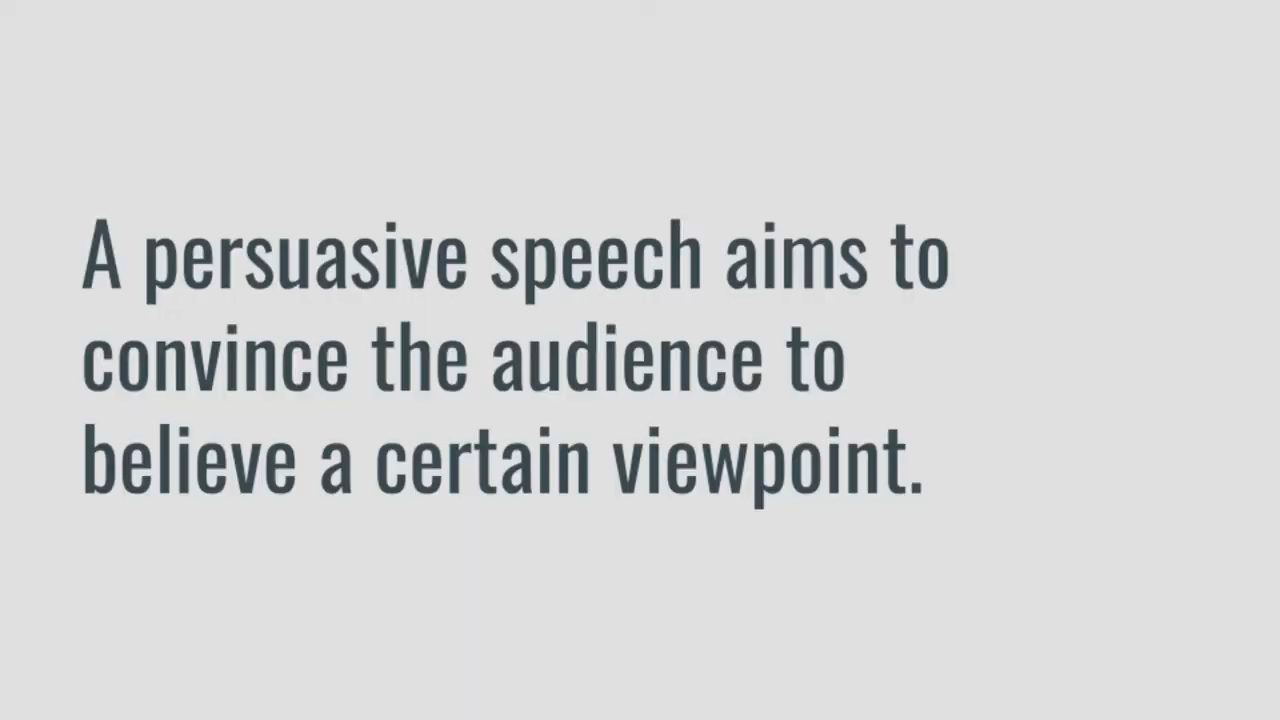 A persuasive speech aims to
convince the audience to
believe a certain viewpoint.